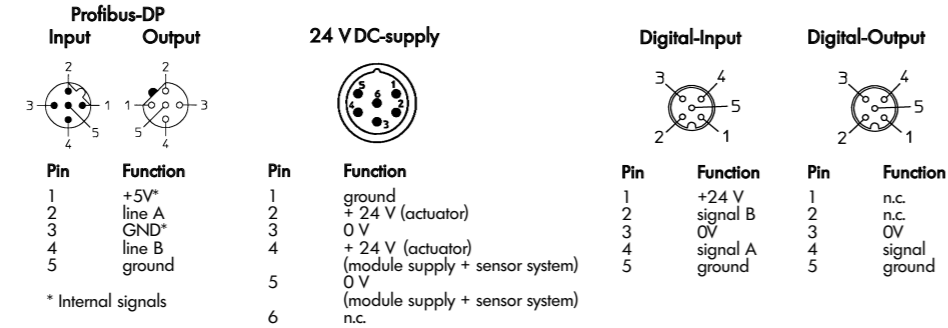 Profibus-DP
Input Output
2 2
3 1 1 3
5 5
4 4
Pin Function
1 +5V*
2 line A
3 GND*
4 line B
5 ground
* Internal signals
24 V DC-supply
5 1
6
4 2
3
Pin Function
1 ground
2 + 24 V (actuator)
3 0 V
4 + 24 V (actuator)
(module supply + sensor system)
5 0 V
(module supply + sensor system)
6 n.c.
Digital-Input
3 4
5
2 1
Pin Function
1 +24 V
2 signal B
3 0V
4 signal A
5 ground
Digital-Output
3 4
5
2 1
Pin Function
1 n.c.
2 n.c.
3 0V
4 signal
5 ground